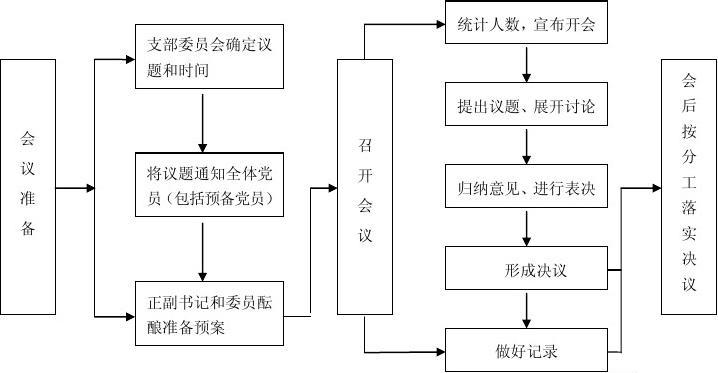 会议准备
支部委员会确定议
题和时间
将议题通知全体党
员（包括预备党员）
正副书记和委员酝
酿准备预案
召开会议
统计人数，宣布开会
提出议题、展开讨论
归纳意见、进行表决
形成决议
做好记录
会后按分工落实决议